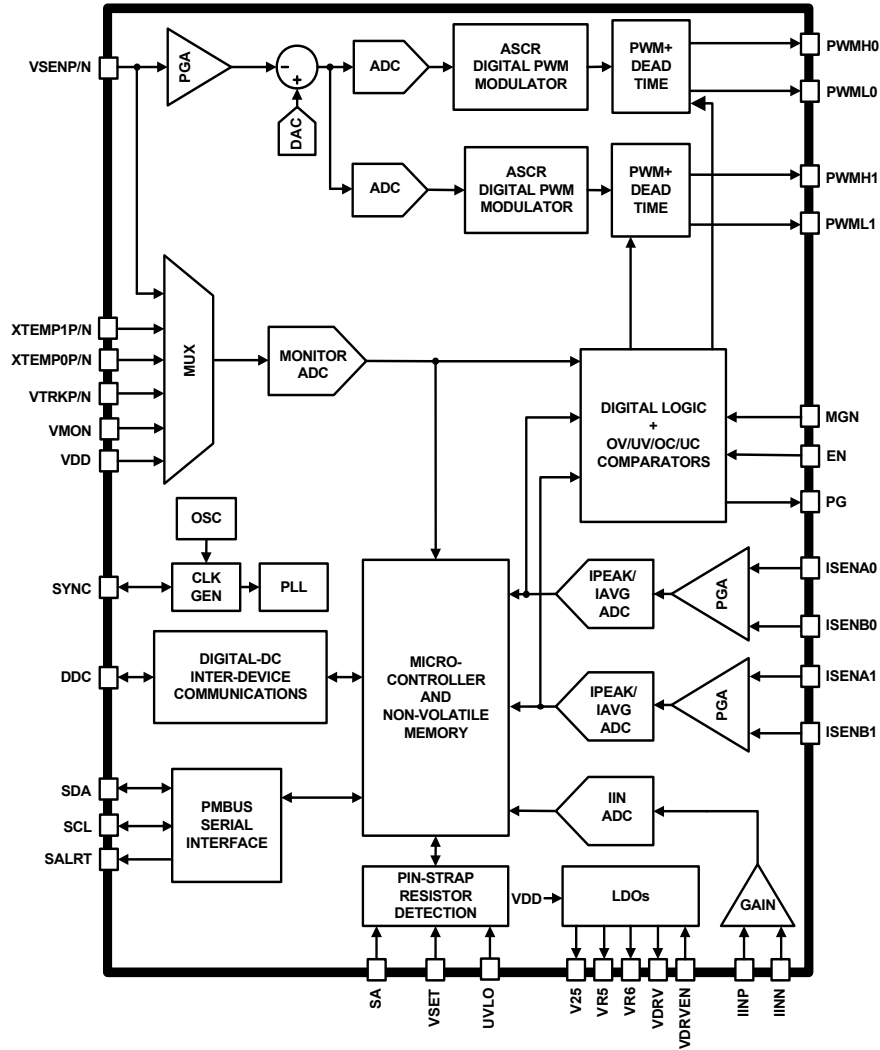 VSENP/N
PGA
−
+
DAC
ADC
ASCR
DIGITAL PWM
MODULATOR
PWM+
DEAD
TIME
PWMH0
PWML0
ADC
ASCR
DIGITAL PWM
MODULATOR
PWM+
DEAD
TIME
PWMH1
PWML1
XTEMP1P/N
XTEMP0P/N
VTRKP/N
VMON
VDD
MUX
MONITOR
ADC
DIGITAL LOGIC
+
OV/UV/OC/UC
COMPARATORS
MGN
EN
PG
OSC
SYNC
CLK
GEN
PLL
DDC
DIGITAL-DC
INTER-DEVICE
COMMUNICATIONS
MICRO-
CONTROLLER
AND
NON-VOLATILE
MEMORY
IPEAK/
IAVG
ADC
PGA
ISENA0
ISENB0
IPEAK/
IAVG
ADC
PGA
ISENA1
ISENB1
SDA
SCL
SALRT
PMBUS
SERIAL
INTERFACE
IIN
ADC
PIN-STRAP
RESISTOR
DETECTION
VDD
LDOs
GAIN
SA
VSET
UVLO
V25
VR5
VR6
VDRV
VDRVEN
IINP
IINN